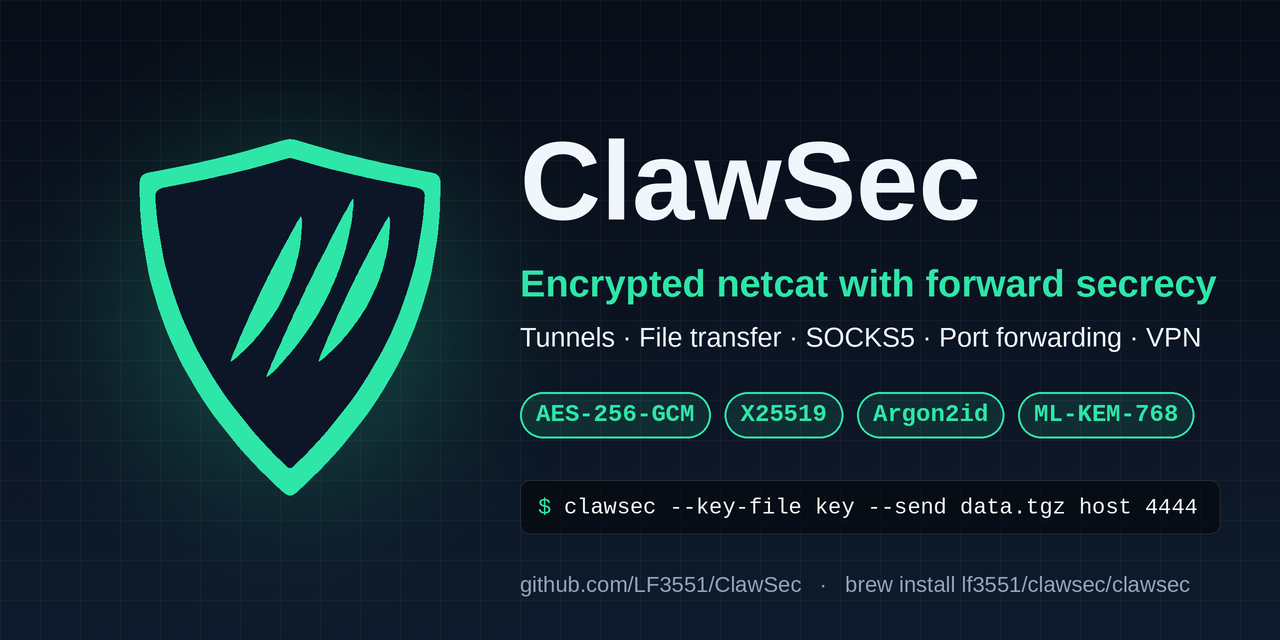 ClawSec
Encrypted netcat with forward secrecy
Tunnels · File transfer · SOCKS5 · Port forwarding · VPN
AES-256-GCM X25519 Argon2id ML-KEM-768
$ clawsec --key-file key --send data.tgz host 4444
github.com/LF3551/ClawSec · brew install lf3551/clawsec/clawsec